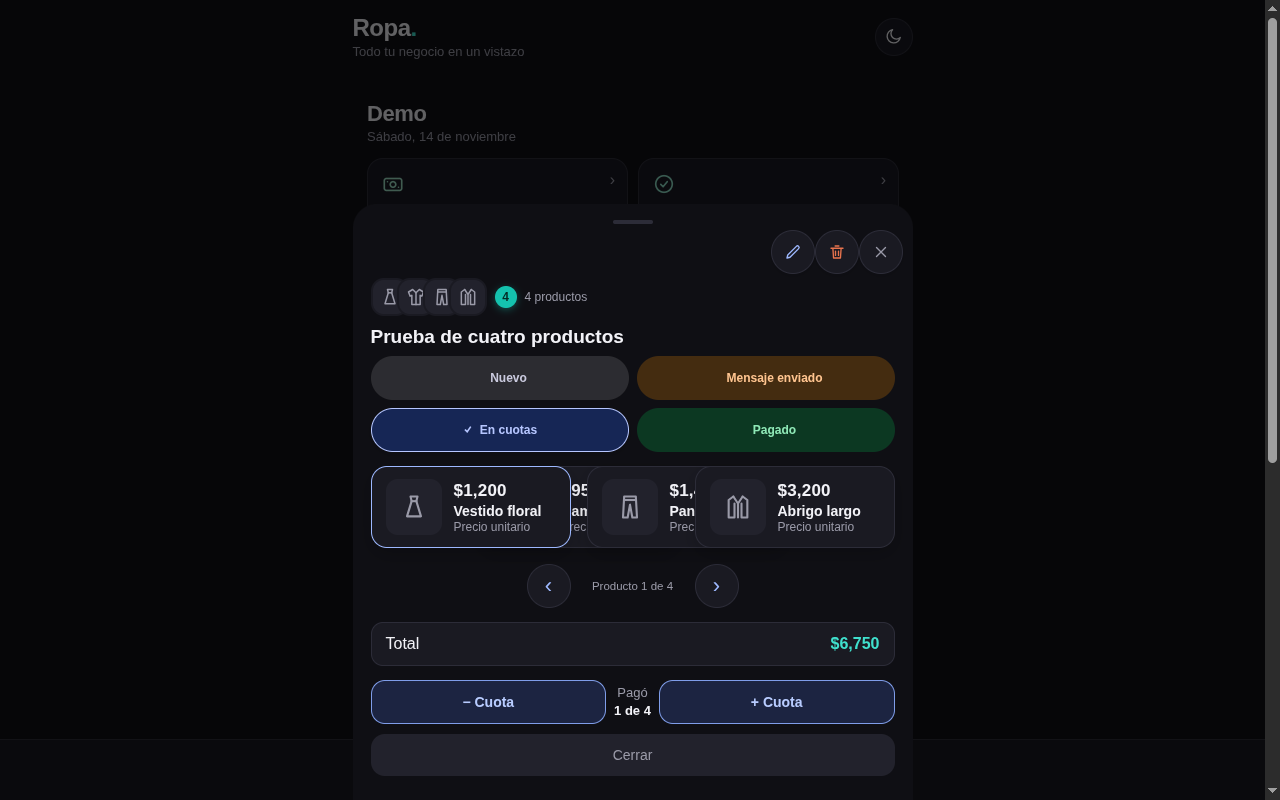 Ropa.
Todo tu negocio en un vistazo
Demo
Sábado, 14 de noviembre
4 4 productos
Prueba de cuatro productos
Nuevo
Mensaje enviado
En cuotas
Pagado
$1,200
Vestido floral
Precio unitario
$3,200
Abrigo largo
Precio unitario
Producto 1 de 4
Total $6,750
− Cuota
Pagó
1 de 4
+ Cuota
Cerrar